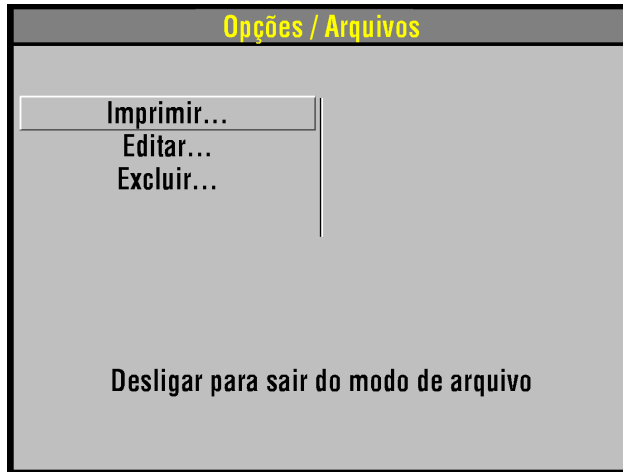 Opções / Arquivos
Imprimir...
Editar...
Excluir...
Desligar para sair do modo de arquivo